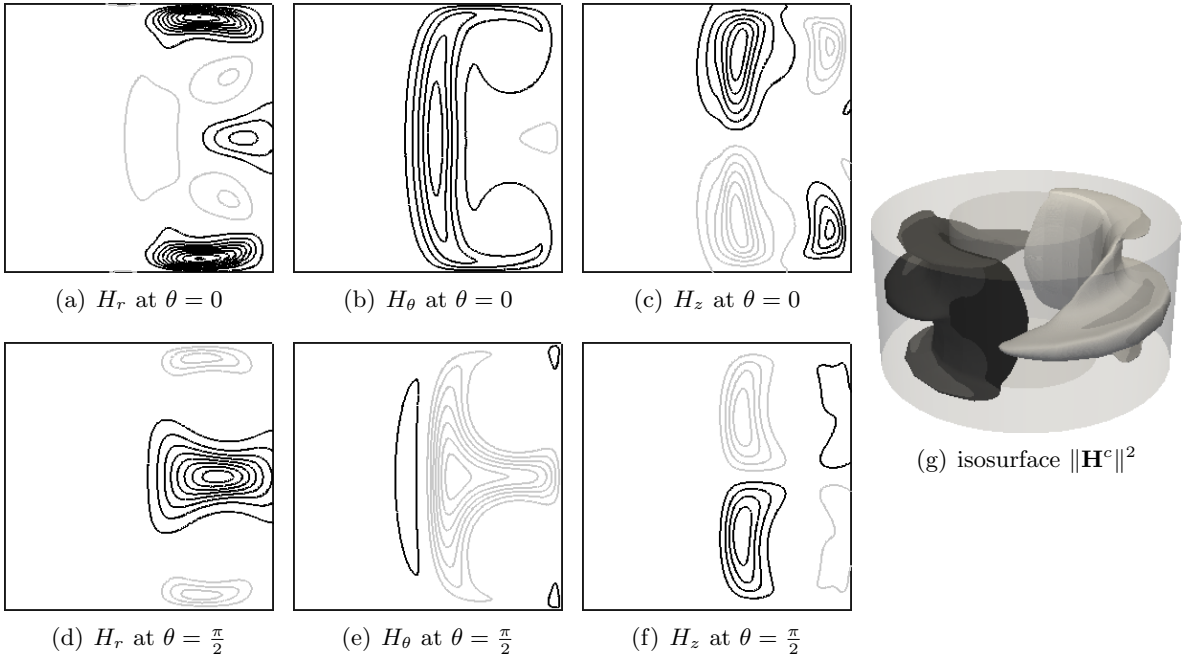 (a) H_r at θ = 0
(b) H_θ at θ = 0
(c) H_z at θ = 0
(d) H_r at θ = π/2
(e) H_θ at θ = π/2
(f) H_z at θ = π/2
(g) isosurface ‖H^c‖²